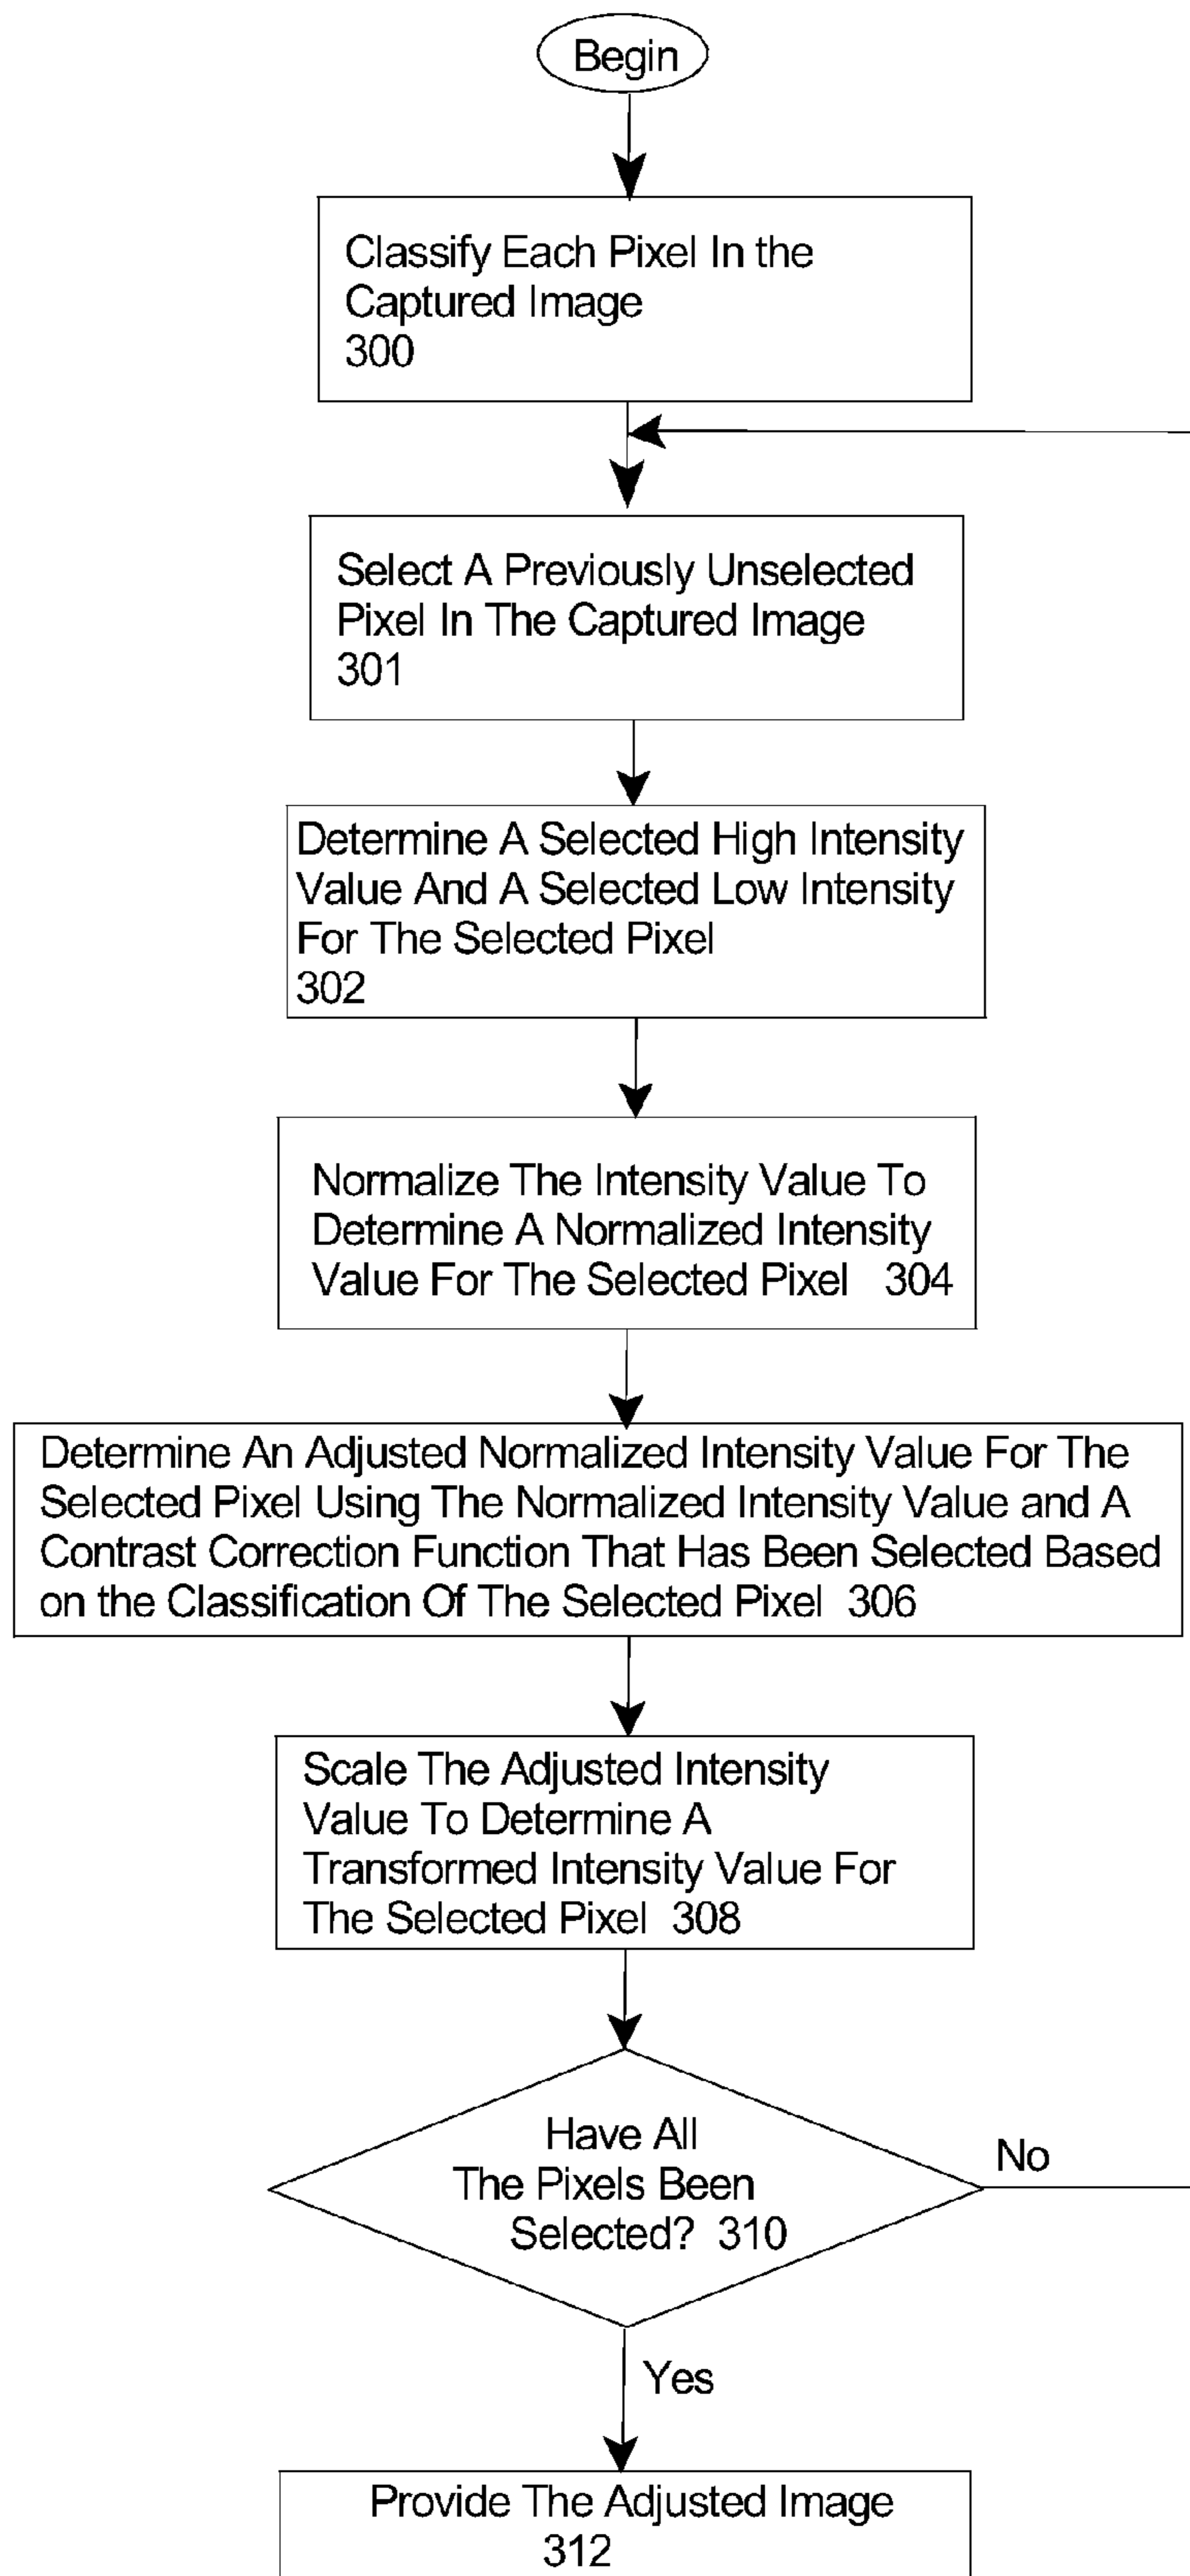 Begin
Classify Each Pixel In the
Captured Image
300
Select A Previously Unselected
Pixel In The Captured Image
301
Determine A Selected High Intensity
Value And A Selected Low Intensity
For The Selected Pixel
302
Normalize The Intensity Value To
Determine A Normalized Intensity
Value For The Selected Pixel 304
Determine An Adjusted Normalized Intensity Value For The
Selected Pixel Using The Normalized Intensity Value and A
Contrast Correction Function That Has Been Selected Based
on the Classification Of The Selected Pixel 306
Scale The Adjusted Intensity
Value To Determine A
Transformed Intensity Value For
The Selected Pixel 308
Have All
The Pixels Been
Selected? 310
No
Yes
Provide The Adjusted Image
312